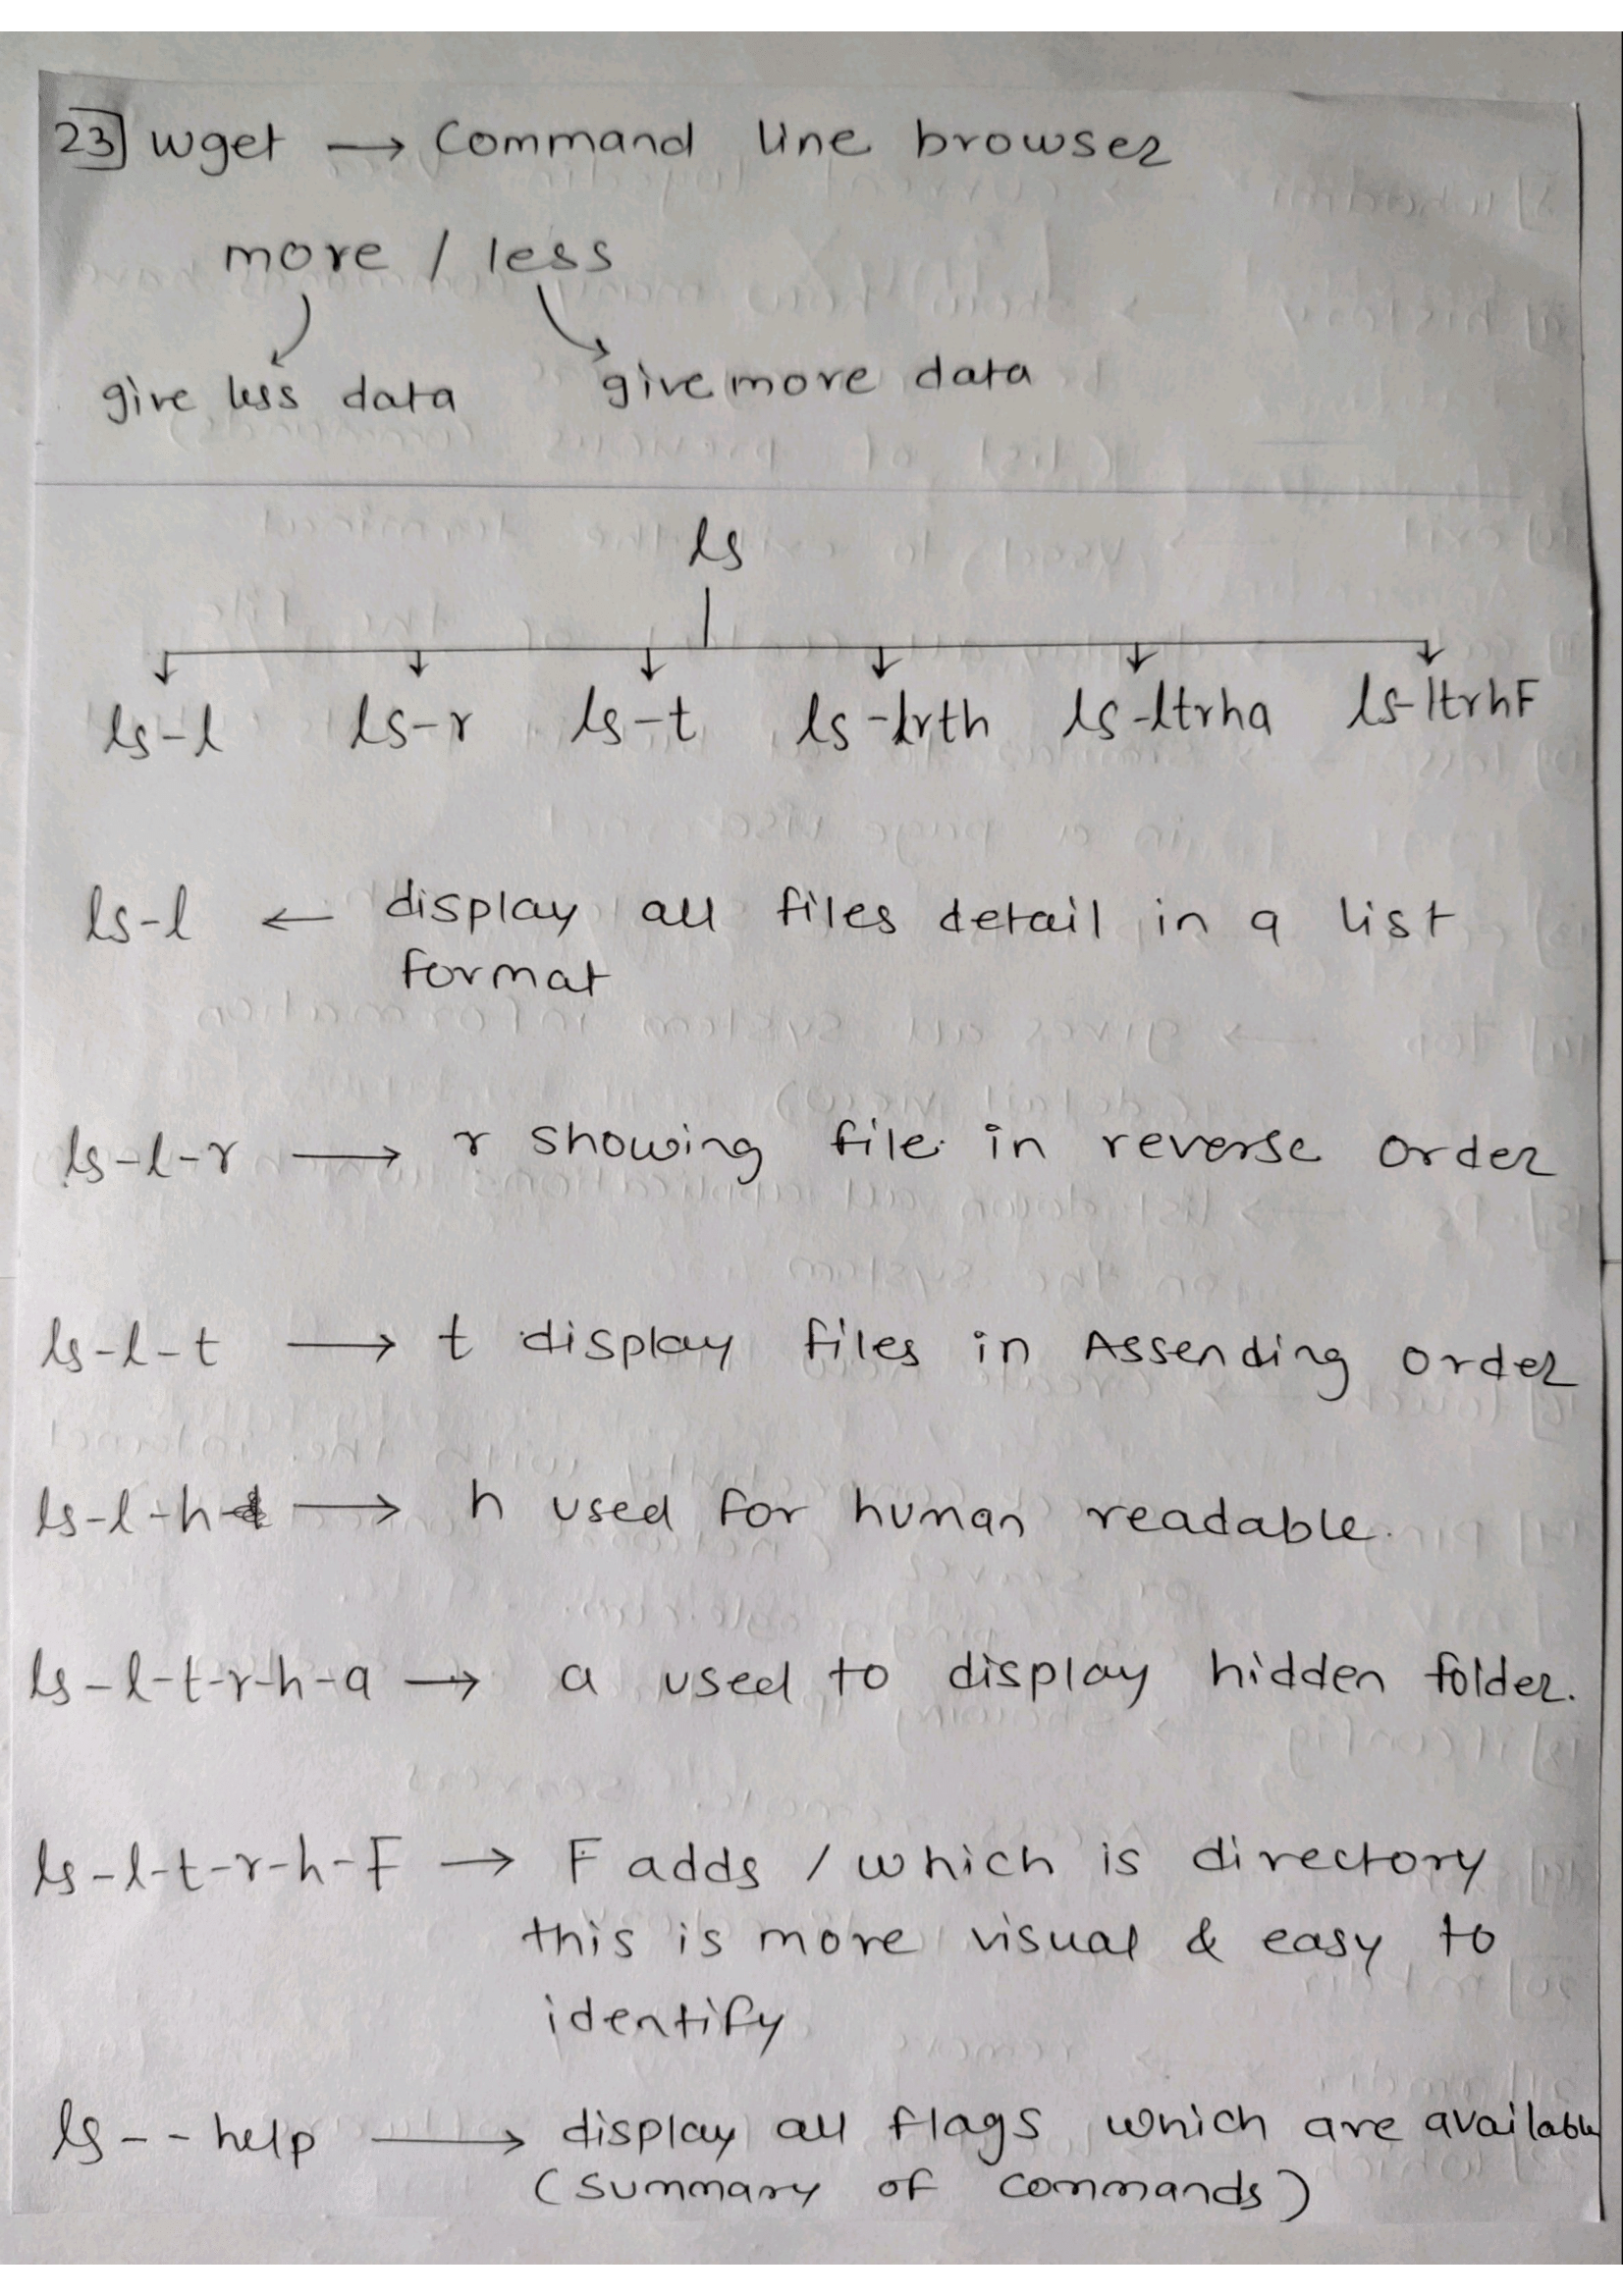 23] wget → Command line browser
more / less
give less data give more data
ls
ls-l ls-r ls-t ls-lrth ls-ltrha ls-ltrhF
ls-l ← display all files detail in a list
format
ls-l-r → r showing file in reverse order
ls-l-t → t display files in Assending order
ls-l-h → h used for human readable.
ls-l-t-r-h-a → a used to display hidden folder.
ls-l-t-r-h-F → F adds / which is directory
this is more visual & easy to
identify
ls--help → display all flags which are available
(summary of commands)